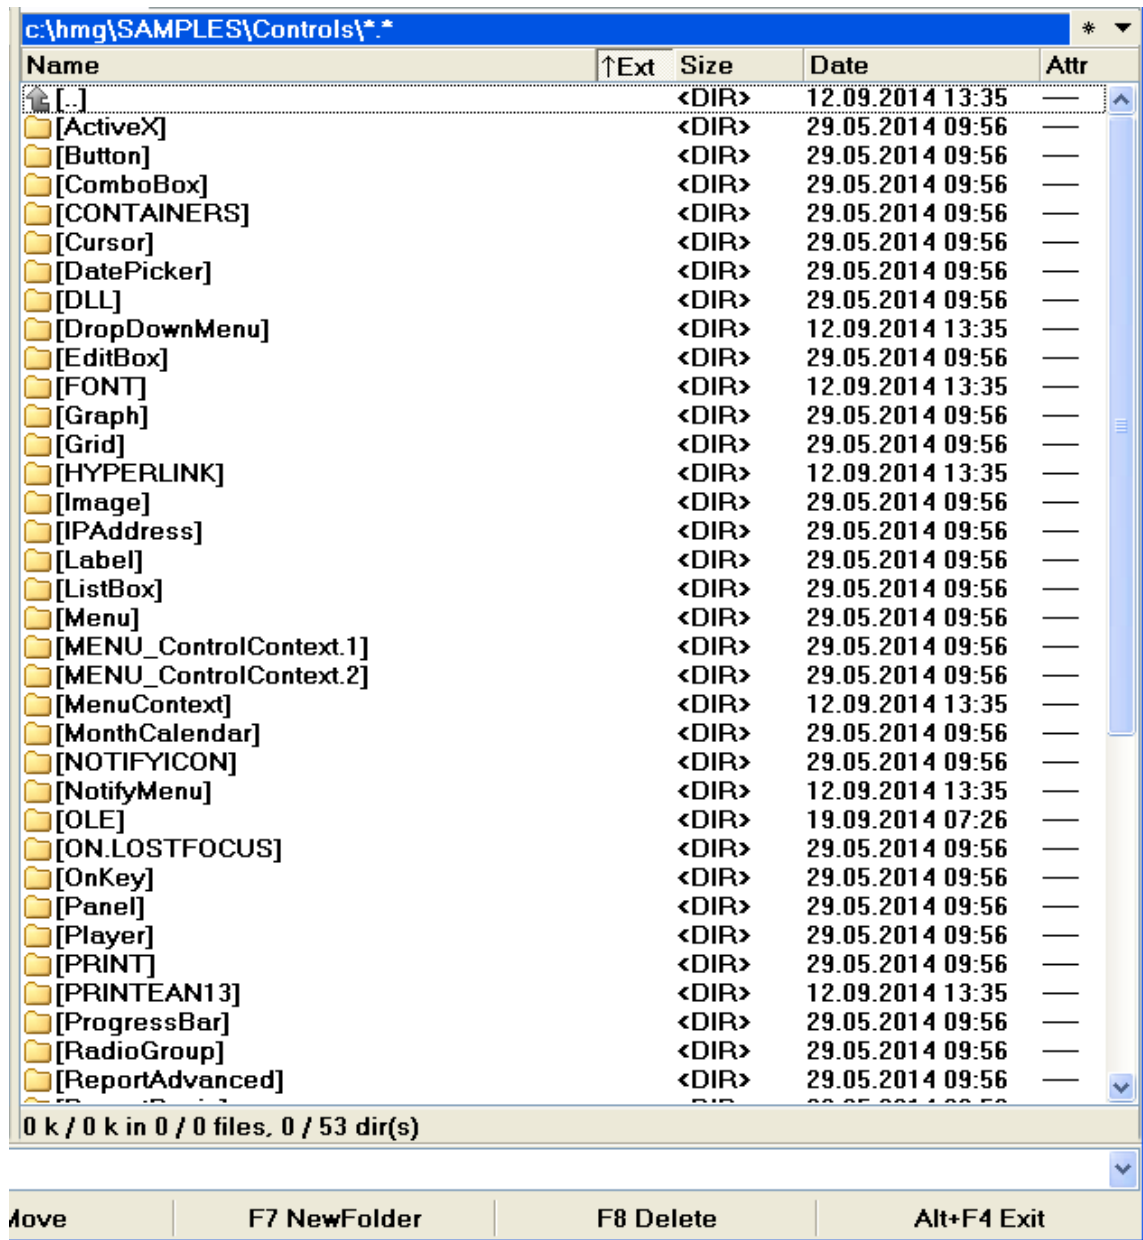 c:\hmg\SAMPLES\Controls\*.* * ▼
Name ↑Ext Size Date Attr
[..] <DIR> 12.09.2014 13:35 ----
[ActiveX] <DIR> 29.05.2014 09:56 ----
[Button] <DIR> 29.05.2014 09:56 ----
[ComboBox] <DIR> 29.05.2014 09:56 ----
[CONTAINERS] <DIR> 29.05.2014 09:56 ----
[Cursor] <DIR> 29.05.2014 09:56 ----
[DatePicker] <DIR> 29.05.2014 09:56 ----
[DLL] <DIR> 29.05.2014 09:56 ----
[DropDownMenu] <DIR> 12.09.2014 13:35 ----
[EditBox] <DIR> 29.05.2014 09:56 ----
[FONT] <DIR> 12.09.2014 13:35 ----
[Graph] <DIR> 29.05.2014 09:56 ----
[Grid] <DIR> 29.05.2014 09:56 ----
[HYPERLINK] <DIR> 12.09.2014 13:35 ----
[Image] <DIR> 29.05.2014 09:56 ----
[IPAddress] <DIR> 29.05.2014 09:56 ----
[Label] <DIR> 29.05.2014 09:56 ----
[ListBox] <DIR> 29.05.2014 09:56 ----
[Menu] <DIR> 29.05.2014 09:56 ----
[MENU_ControlContext.1] <DIR> 29.05.2014 09:56 ----
[MENU_ControlContext.2] <DIR> 29.05.2014 09:56 ----
[MenuContext] <DIR> 12.09.2014 13:35 ----
[MonthCalendar] <DIR> 29.05.2014 09:56 ----
[NOTIFYICON] <DIR> 29.05.2014 09:56 ----
[NotifyMenu] <DIR> 12.09.2014 13:35 ----
[OLE] <DIR> 19.09.2014 07:26 ----
[ON.LOSTFOCUS] <DIR> 29.05.2014 09:56 ----
[OnKey] <DIR> 29.05.2014 09:56 ----
[Panel] <DIR> 29.05.2014 09:56 ----
[Player] <DIR> 29.05.2014 09:56 ----
[PRINT] <DIR> 29.05.2014 09:56 ----
[PRINTEAN13] <DIR> 12.09.2014 13:35 ----
[ProgressBar] <DIR> 29.05.2014 09:56 ----
[RadioGroup] <DIR> 29.05.2014 09:56 ----
[ReportAdvanced] <DIR> 29.05.2014 09:56 ----
0 k / 0 k in 0 / 0 files, 0 / 53 dir(s)
Move F7 NewFolder F8 Delete Alt+F4 Exit